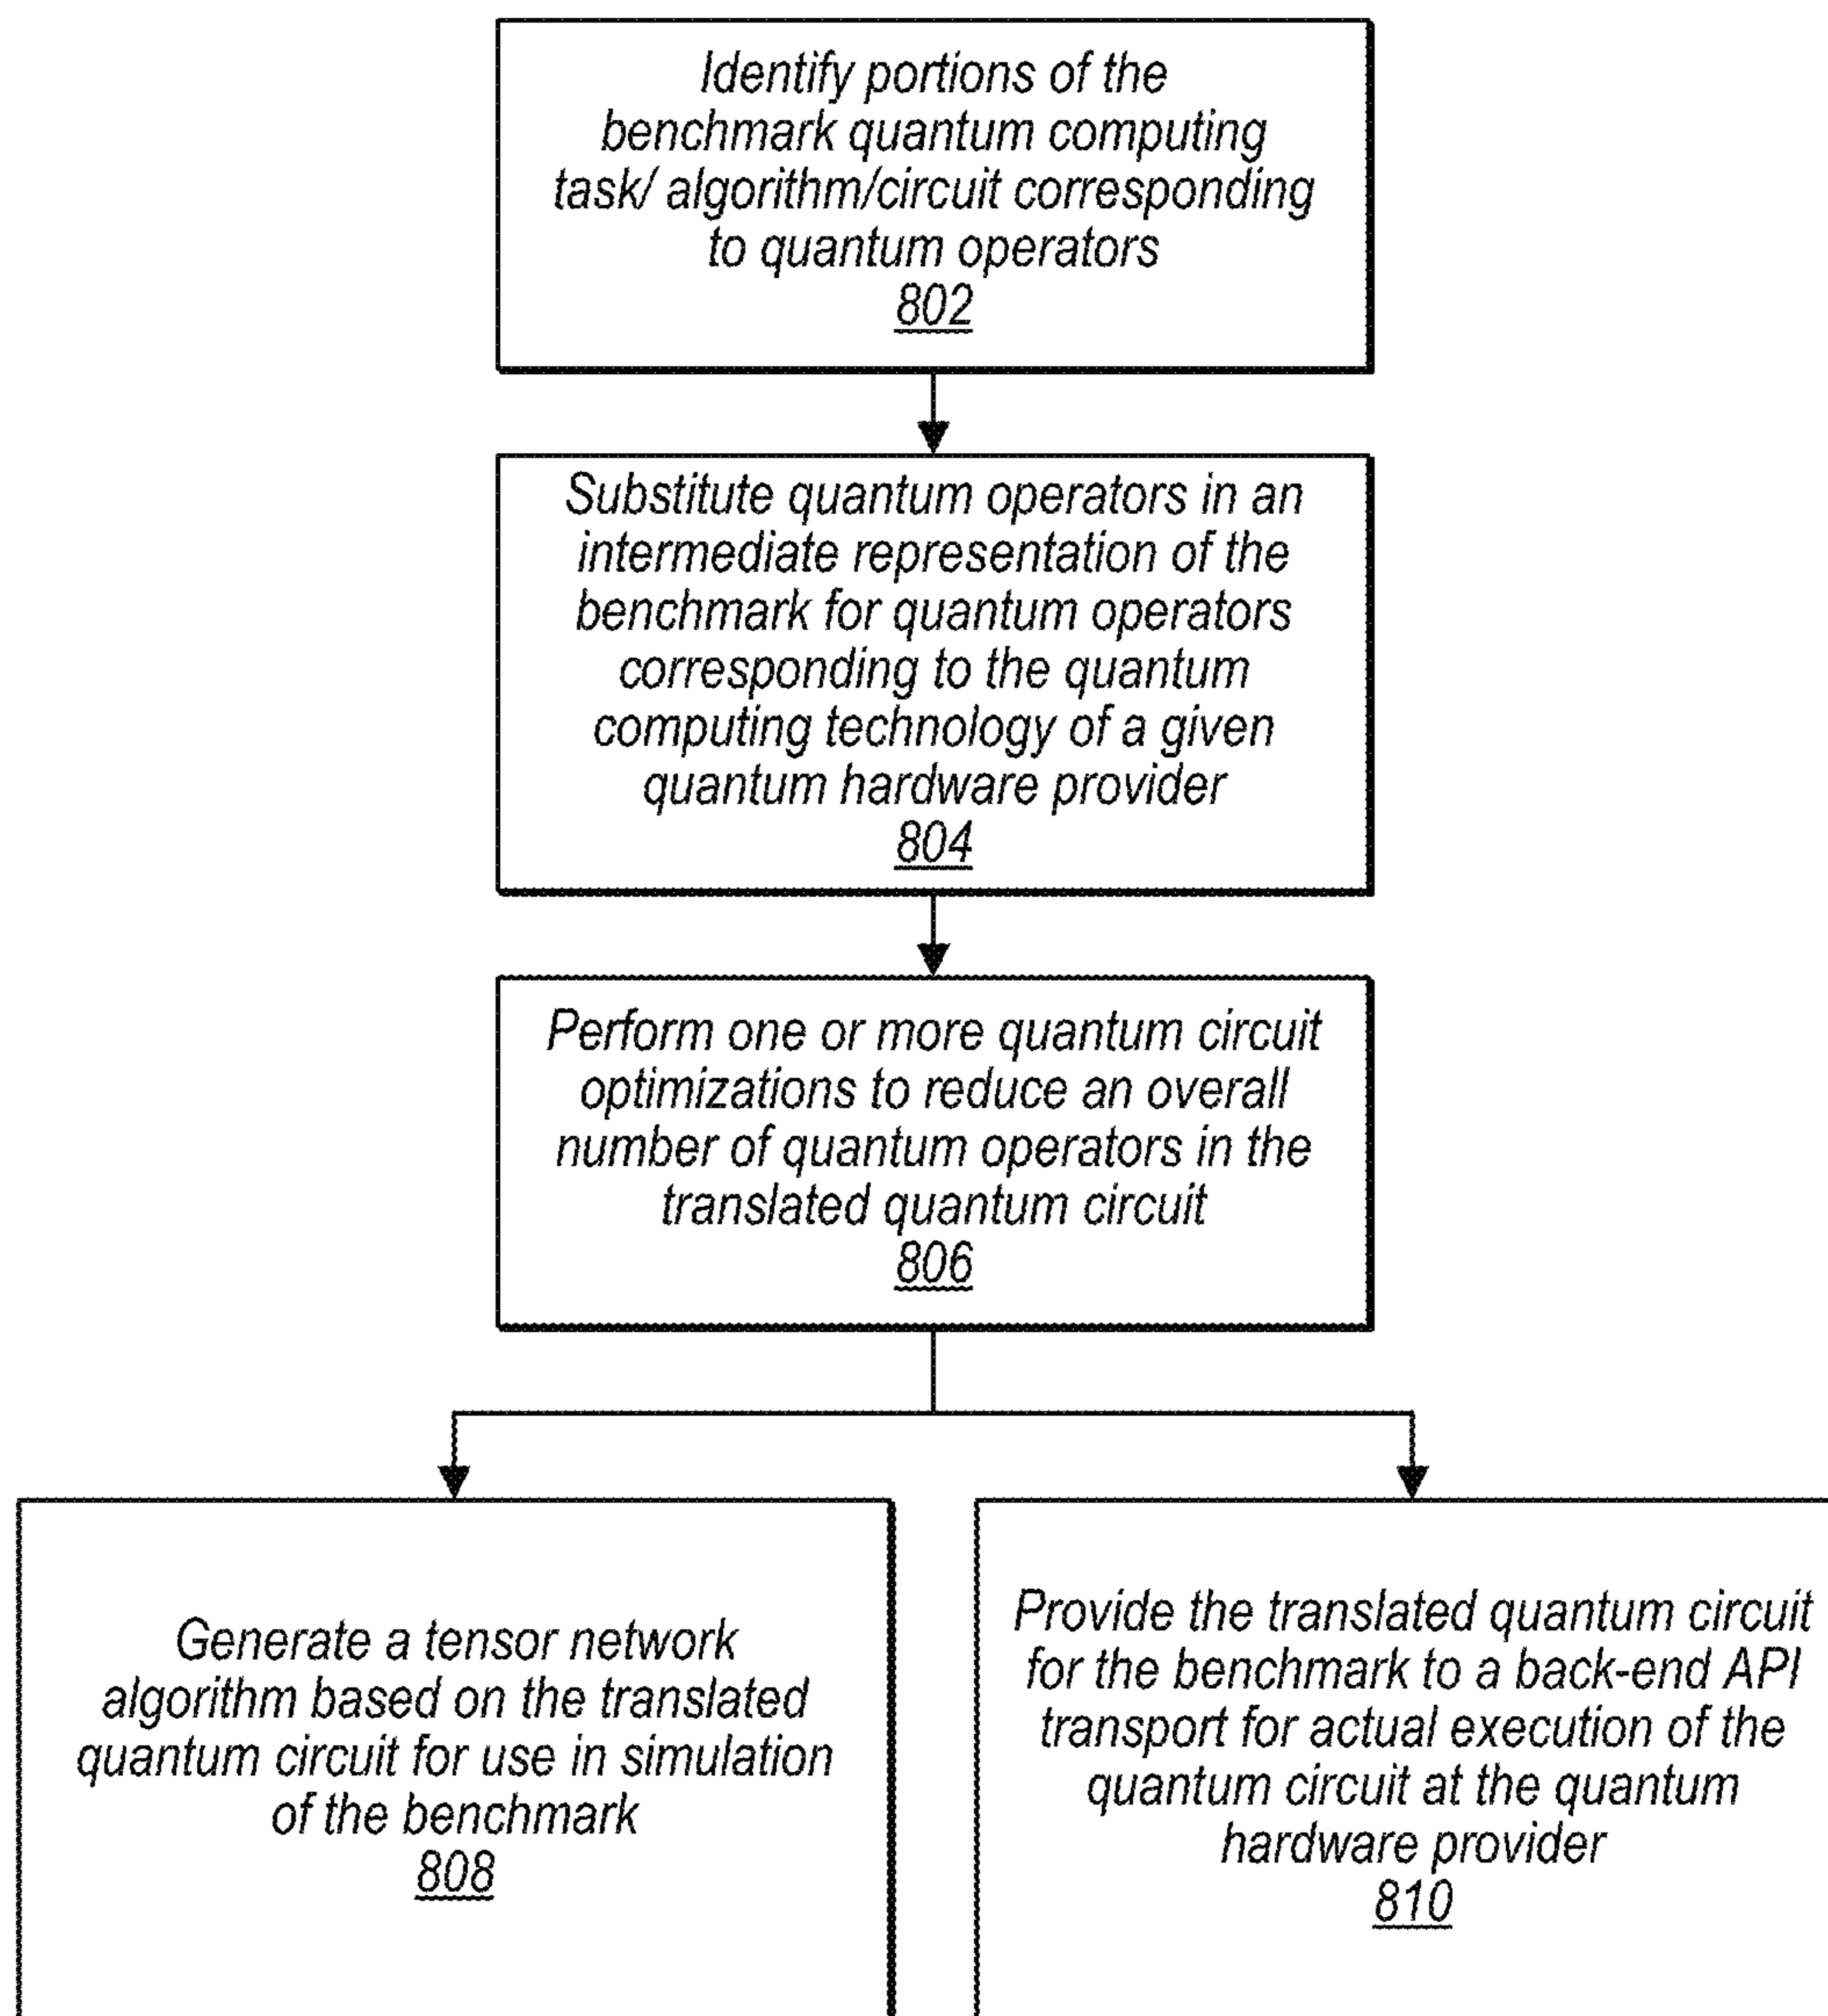 Identify portions of the
benchmark quantum computing
task/ algorithm/circuit corresponding
to quantum operators
802
Substitute quantum operators in an
intermediate representation of the
benchmark for quantum operators
corresponding to the quantum
computing technology of a given
quantum hardware provider
804
Perform one or more quantum circuit
optimizations to reduce an overall
number of quantum operators in the
translated quantum circuit
806
Generate a tensor network
algorithm based on the translated
quantum circuit for use in simulation
of the benchmark
808
Provide the translated quantum circuit
for the benchmark to a back-end API
transport for actual execution of the
quantum circuit at the quantum
hardware provider
810